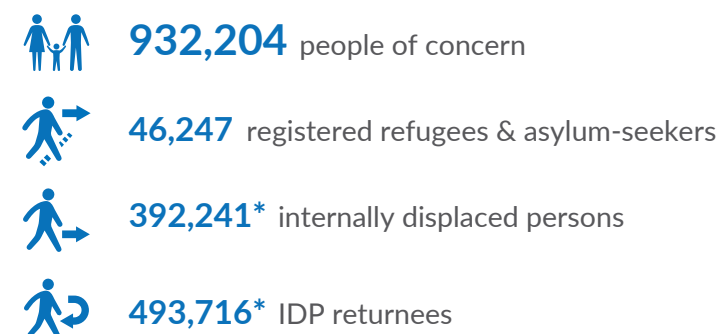 932,204 people of concern
46,247 registered refugees & asylum-seekers
392,241* internally displaced persons
493,716* IDP returnees